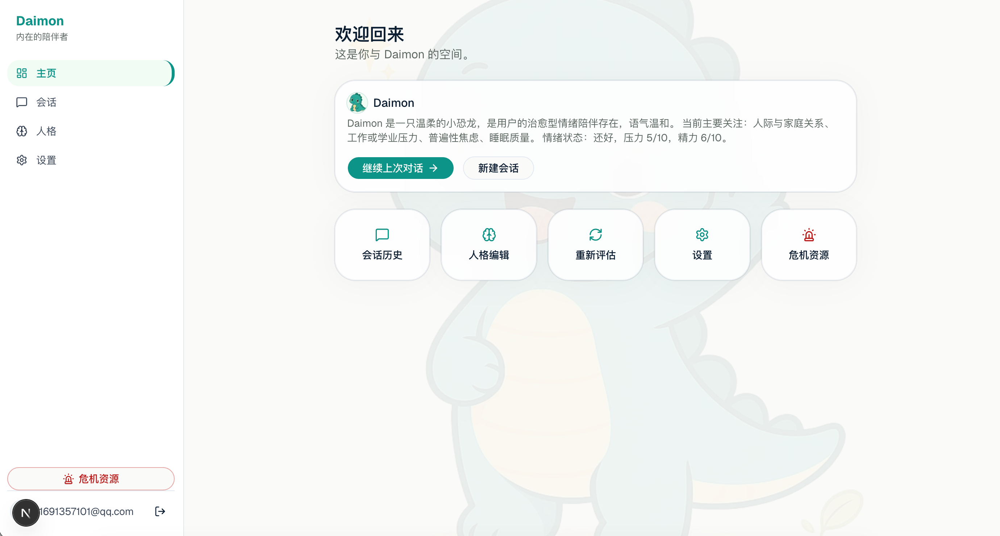 Daimon
内在的陪伴者
主页
会话
人格
设置
危机资源
N
1691357101@qq.com
欢迎回来
这是你与 Daimon 的空间。
Daimon
Daimon 是一只温柔的小恐龙，是用户的治愈型情绪陪伴存在，语气温和。 当前主要关注：人际与家庭关系、
工作或学业压力、普遍性焦虑、睡眠质量。 情绪状态：还好，压力 5/10，精力 6/10。
继续上次对话 →
新建会话
会话历史
人格编辑
重新评估
设置
危机资源